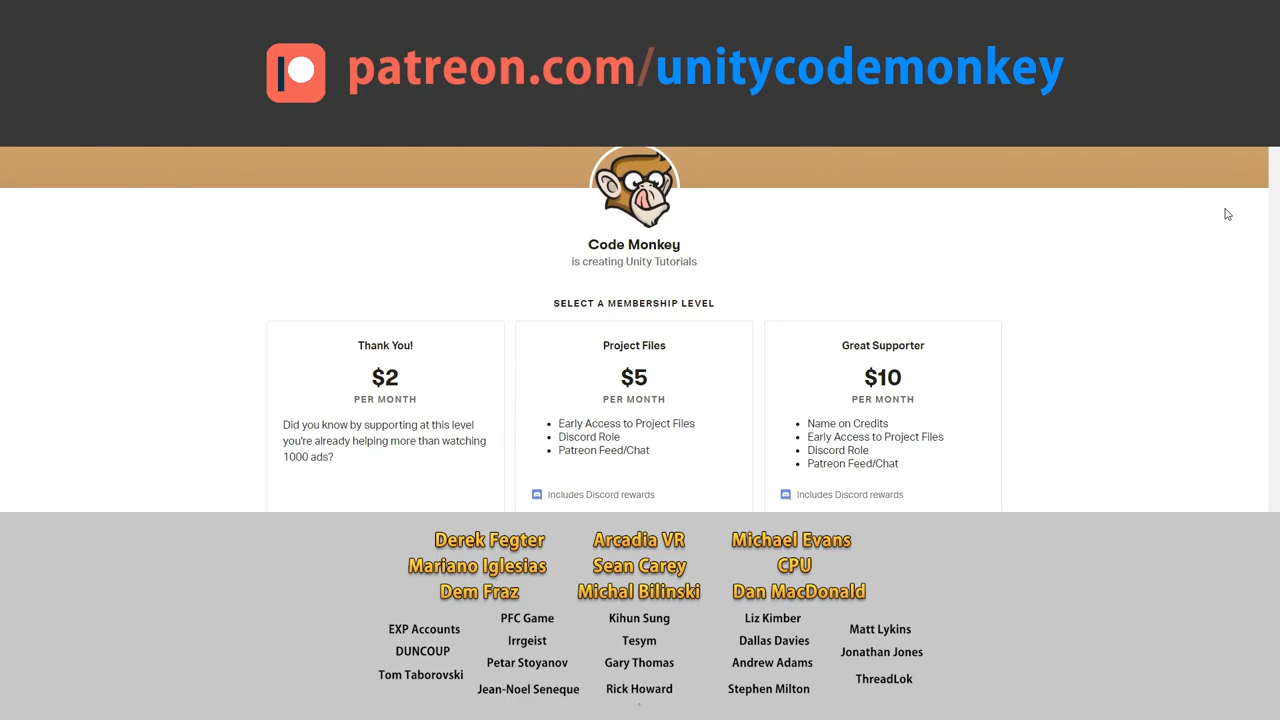 patreon.com/unitycodemonkey
Code Monkey
is creating Unity Tutorials
SELECT A MEMBERSHIP LEVEL
Thank You!
$2
PER MONTH
Did you know by supporting at this level
you're already helping more than watching
1000 ads?
Project Files
$5
PER MONTH
• Early Access to Project Files
• Discord Role
• Patreon Feed/Chat
Includes Discord rewards
Great Supporter
$10
PER MONTH
• Name on Credits
• Early Access to Project Files
• Discord Role
• Patreon Feed/Chat
Includes Discord rewards
Derek Fegter
Mariano Iglesias
Dem Fraz
Arcadia VR
Sean Carey
Michal Bilinski
Michael Evans
CPU
Dan MacDonald
EXP Accounts
DUNCOUP
Tom Taborovski
PFC Game
Irrgeist
Petar Stoyanov
Jean-Noel Seneque
Kihun Sung
Tesym
Gary Thomas
Rick Howard
Liz Kimber
Dallas Davies
Andrew Adams
Stephen Milton
Matt Lykins
Jonathan Jones
ThreadLok